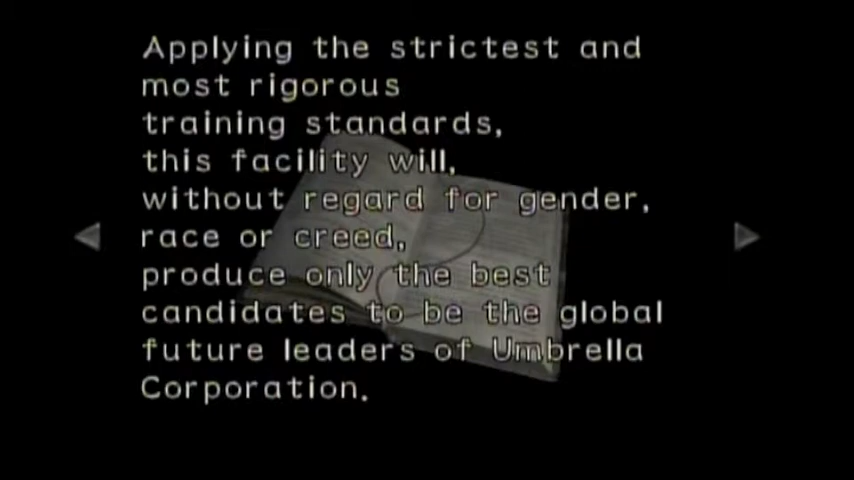 Applying the strictest and
most rigorous
training standards,
this facility will,
without regard for gender,
race or creed,
produce only the best
candidates to be the global
future leaders of Umbrella
Corporation.